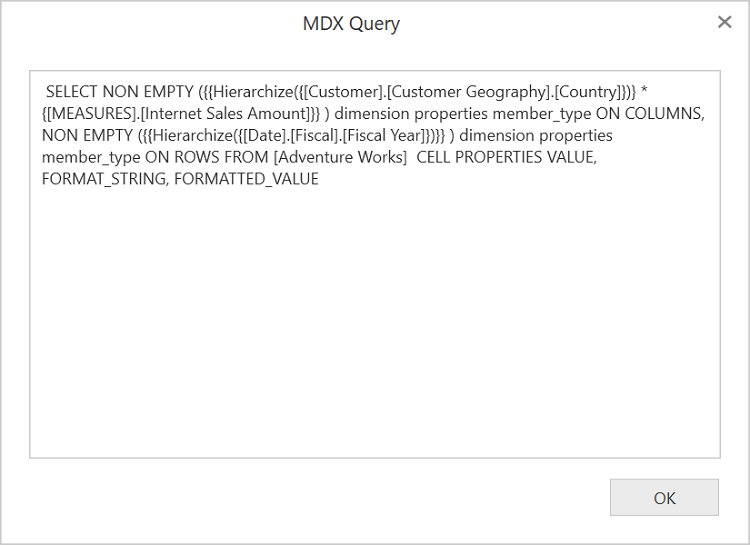 MDX Query
SELECT NON EMPTY ({{Hierarchize({[Customer].[Customer Geography].[Country]})} *
{[MEASURES].[Internet Sales Amount]}} ) dimension properties member_type ON COLUMNS,
NON EMPTY ({{Hierarchize({[Date].[Fiscal].[Fiscal Year]})}} ) dimension properties
member_type ON ROWS FROM [Adventure Works]  CELL PROPERTIES VALUE,
FORMAT_STRING, FORMATTED_VALUE
OK